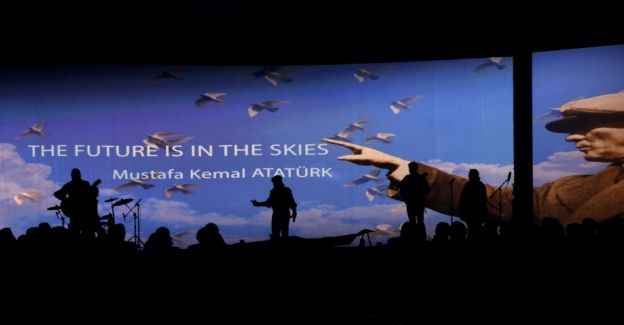 THE FUTURE IS IN THE SKIES
Mustafa Kemal ATATÜRK